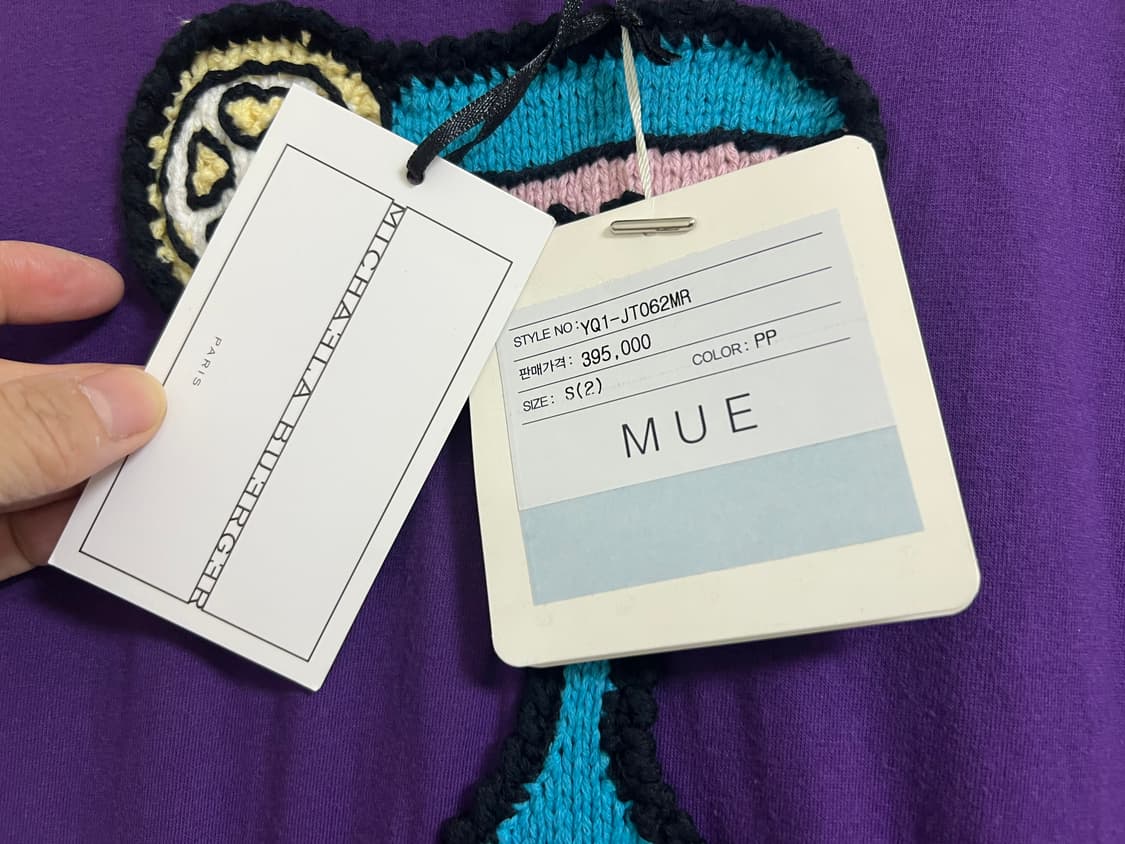 MICHAELA BUERGER
PARIS
STYLE NO: YQ1-JT062MR
판매가격: 395,000
SIZE: S(2) COLOR: PP
MUE